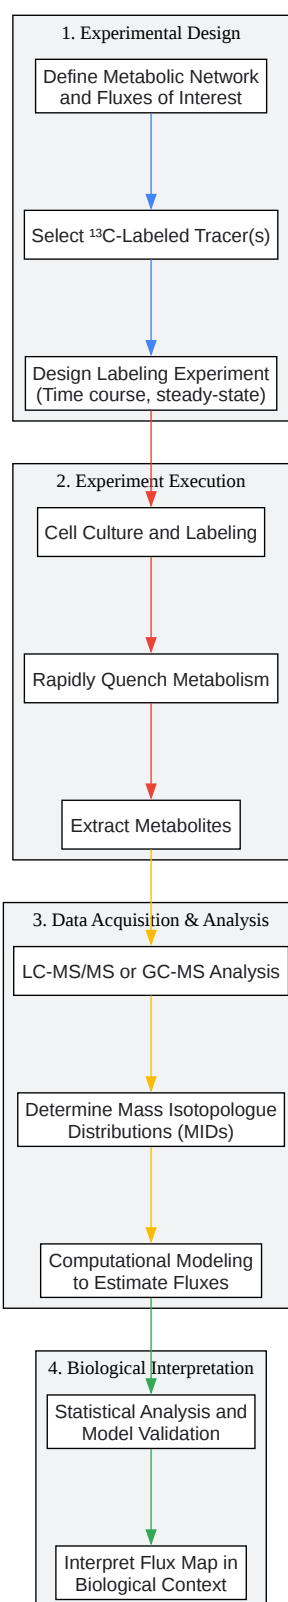 1. Experimental Design
Define Metabolic Network
and Fluxes of Interest
Select ¹³C-Labeled Tracer(s)
Design Labeling Experiment
(Time course, steady-state)
2. Experiment Execution
Cell Culture and Labeling
Rapidly Quench Metabolism
Extract Metabolites
3. Data Acquisition & Analysis
LC-MS/MS or GC-MS Analysis
Determine Mass Isotopologue
Distributions (MIDs)
Computational Modeling
to Estimate Fluxes
4. Biological Interpretation
Statistical Analysis and
Model Validation
Interpret Flux Map in
Biological Context